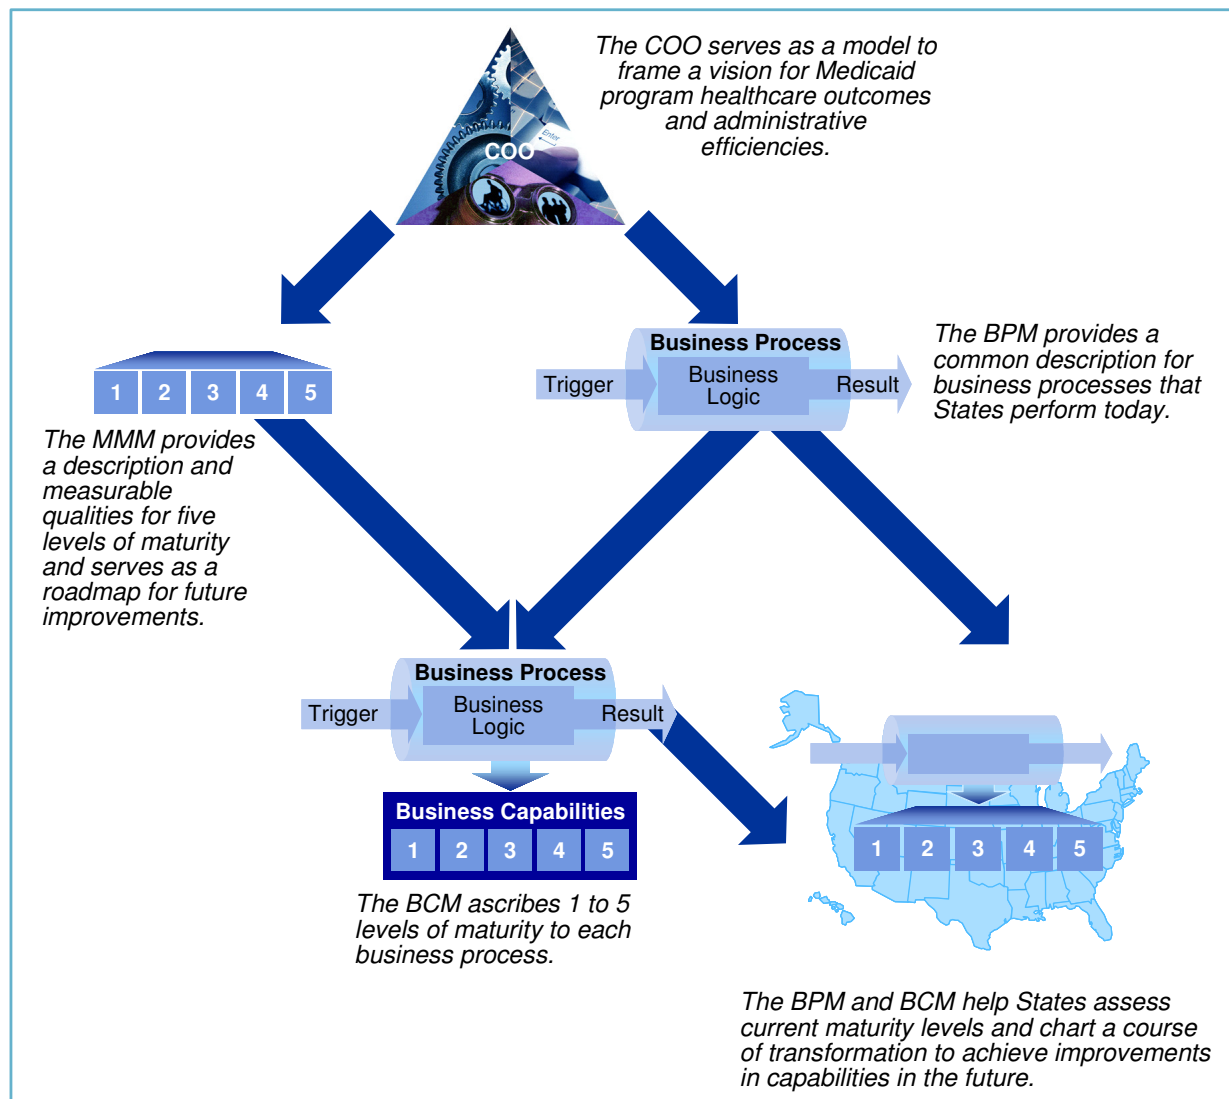 The COO serves as a model to
frame a vision for Medicaid
program healthcare outcomes
and administrative
efficiencies.
Enter
COO
Business Process
Trigger
Business
Logic
Result
The BPM provides a
common description for
business processes that
States perform today.
1 2 3 4 5
The MMM provides
a description and
measurable
qualities for five
levels of maturity
and serves as a
roadmap for future
improvements.
Business Process
Trigger
Business
Logic
Result
Business Capabilities
1 2 3 4 5
The BCM ascribes 1 to 5
levels of maturity to each
business process.
1 2 3 4 5
The BPM and BCM help States assess
current maturity levels and chart a course
of transformation to achieve improvements
in capabilities in the future.